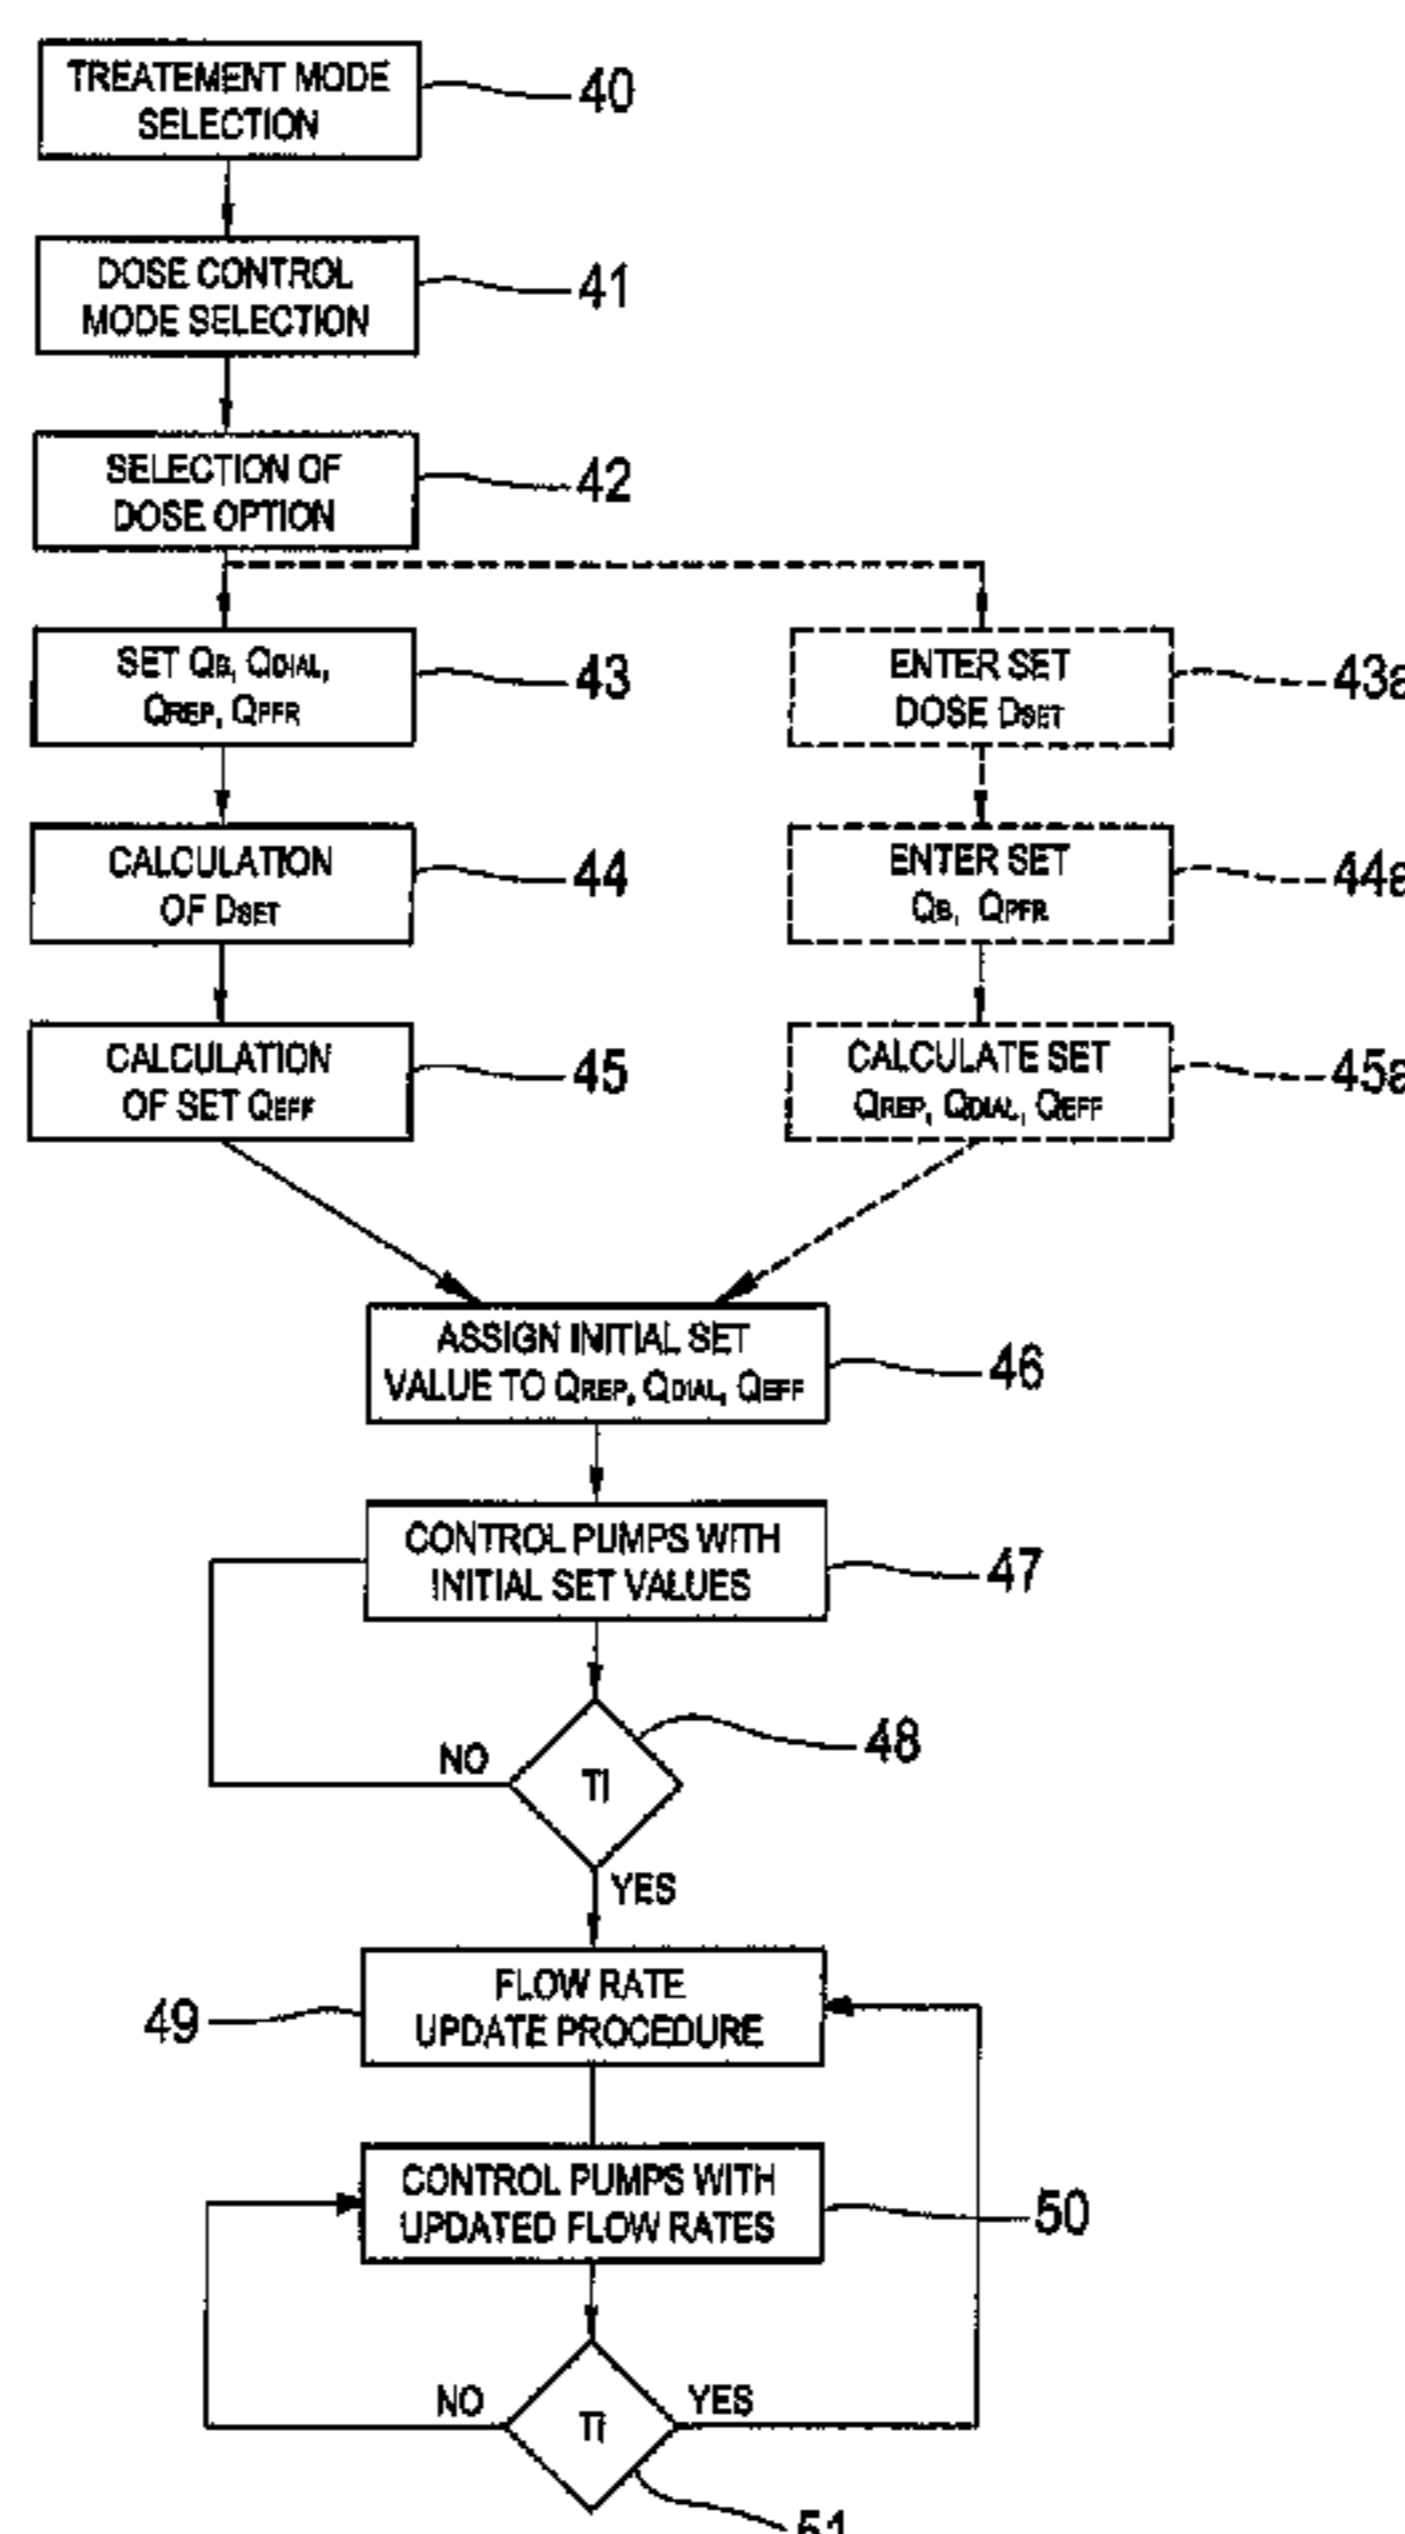 TREATEMENT MODE
SELECTION
40
DOSE CONTROL
MODE SELECTION
41
SELECTION OF
DOSE OPTION
42
SET QB, QDIAL,
QREP, QPFR
43
ENTER SET
DOSE DSET
43a
CALCULATION
OF DSET
44
ENTER SET
QB, QPFR
44a
CALCULATION
OF SET QEFF
45
CALCULATE SET
QREP, QDIAL, QEFF
45a
ASSIGN INITIAL SET
VALUE TO QREP, QDIAL, QEFF
46
CONTROL PUMPS WITH
INITIAL SET VALUES
47
48
NO
Ti
YES
FLOW RATE
UPDATE PROCEDURE
49
CONTROL PUMPS WITH
UPDATED FLOW RATES
50
NO
YES
Ti
51